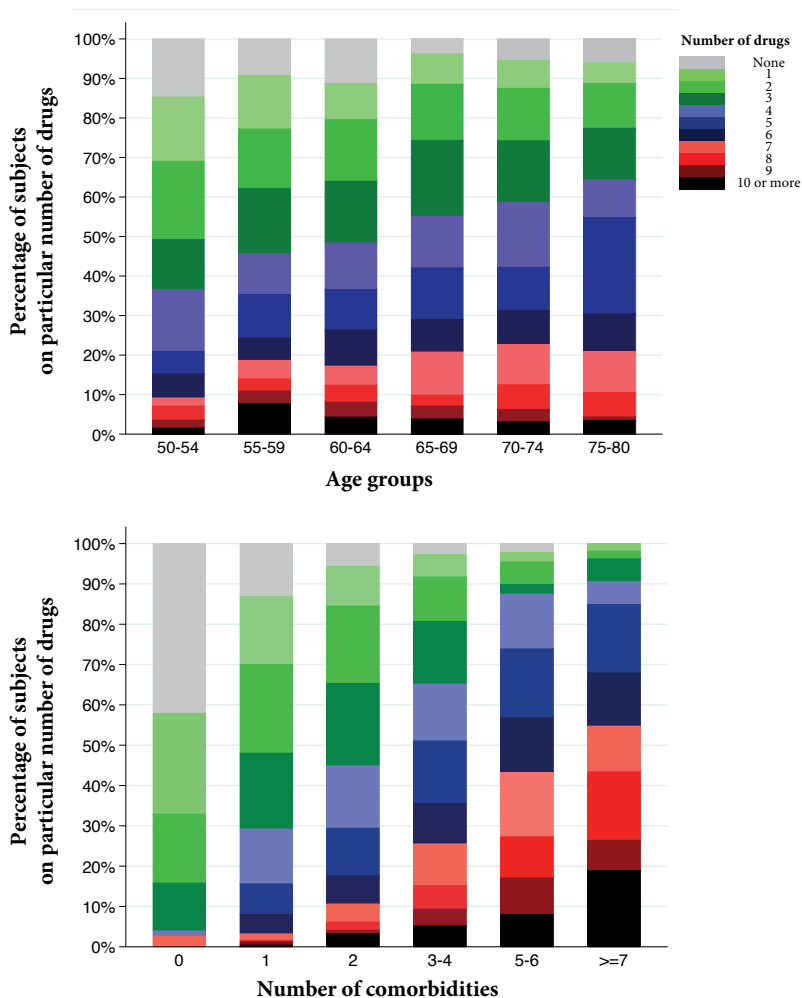 Number of drugs
None
1
2
3
4
5
6
7
8
9
10 or more
Percentage of subjects
on particular number of drugs
100%
90%
80%
70%
60%
50%
40%
30%
20%
10%
0%
50-54 55-59 60-64 65-69 70-74 75-80
Age groups
Percentage of subjects
on particular number of drugs
100%
90%
80%
70%
60%
50%
40%
30%
20%
10%
0%
0 1 2 3-4 5-6 >=7
Number of comorbidities